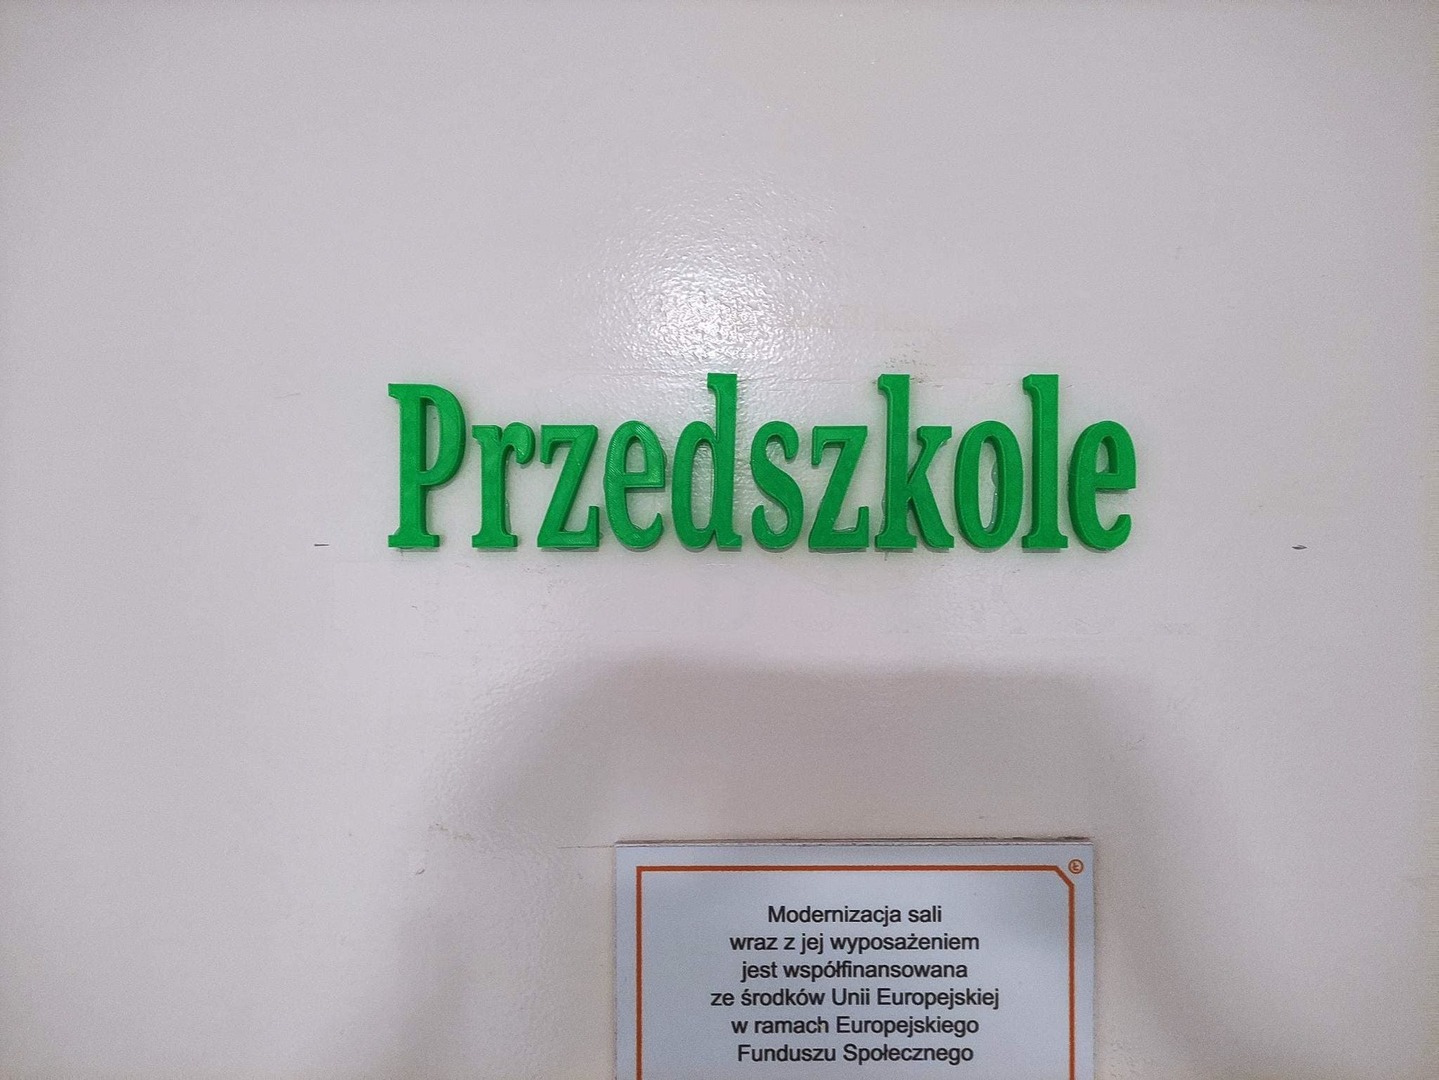 Przedszkole
Modernizacja sali
wraz z jej wyposażeniem
jest współfinansowana
ze środków Unii Europejskiej
w ramach Europejskiego
Funduszu Społecznego